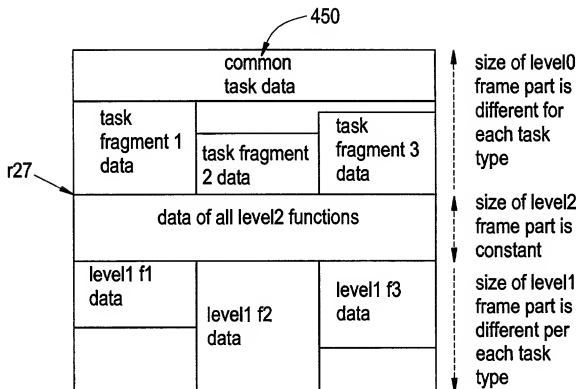 450
common
task data
task
fragment 1
data
task fragment
2 data
task
fragment 3
data
size of level0
frame part is
different for
each task
type
r27
data of all level2 functions
size of level2
frame part is
constant
level1 f1
data
level1 f2
data
level1 f3
data
size of level1
frame part is
different per
each task
type